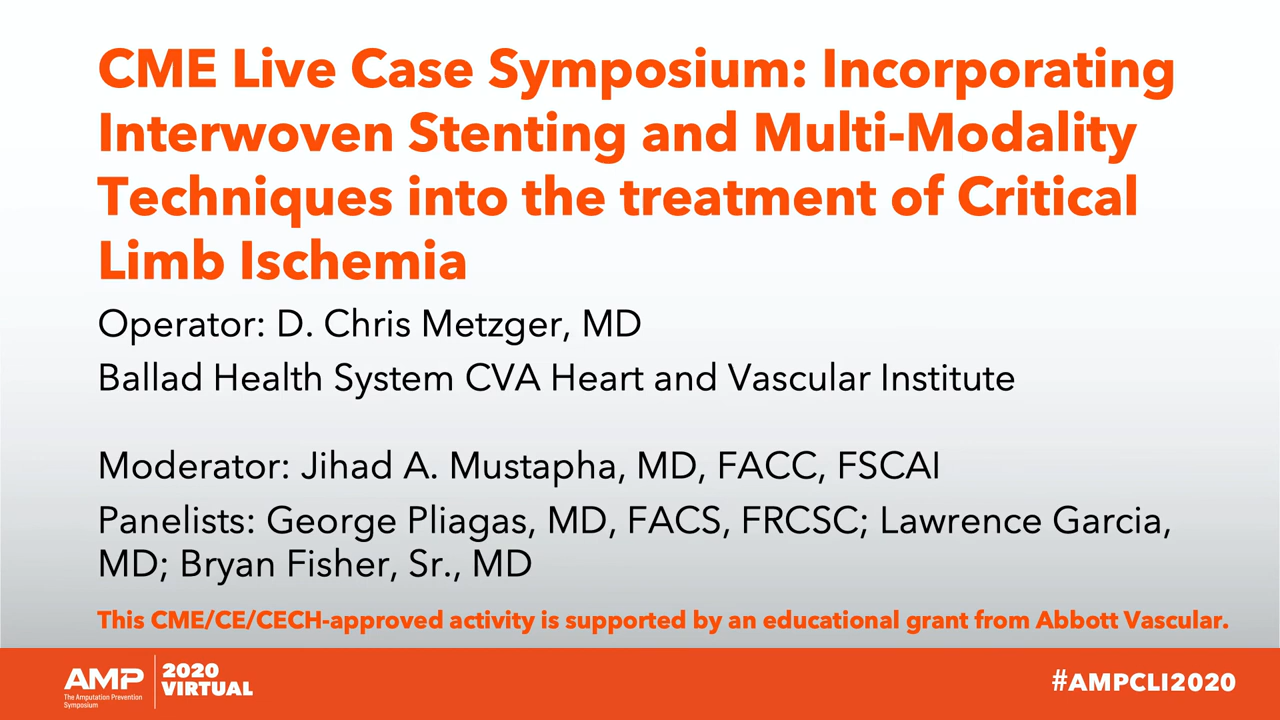 CME Live Case Symposium: Incorporating
Interwoven Stenting and Multi-Modality
Techniques into the treatment of Critical
Limb Ischemia
Operator: D. Chris Metzger, MD
Ballad Health System CVA Heart and Vascular Institute
Moderator: Jihad A. Mustapha, MD, FACC, FSCAI
Panelists: George Pliagas, MD, FACS, FRCSC; Lawrence Garcia,
MD; Bryan Fisher, Sr., MD
This CME/CE/CECH-approved activity is supported by an educational grant from Abbott Vascular.
AMP
The Amputation Prevention
Symposium
2020
VIRTUAL
#AMPCLI2020